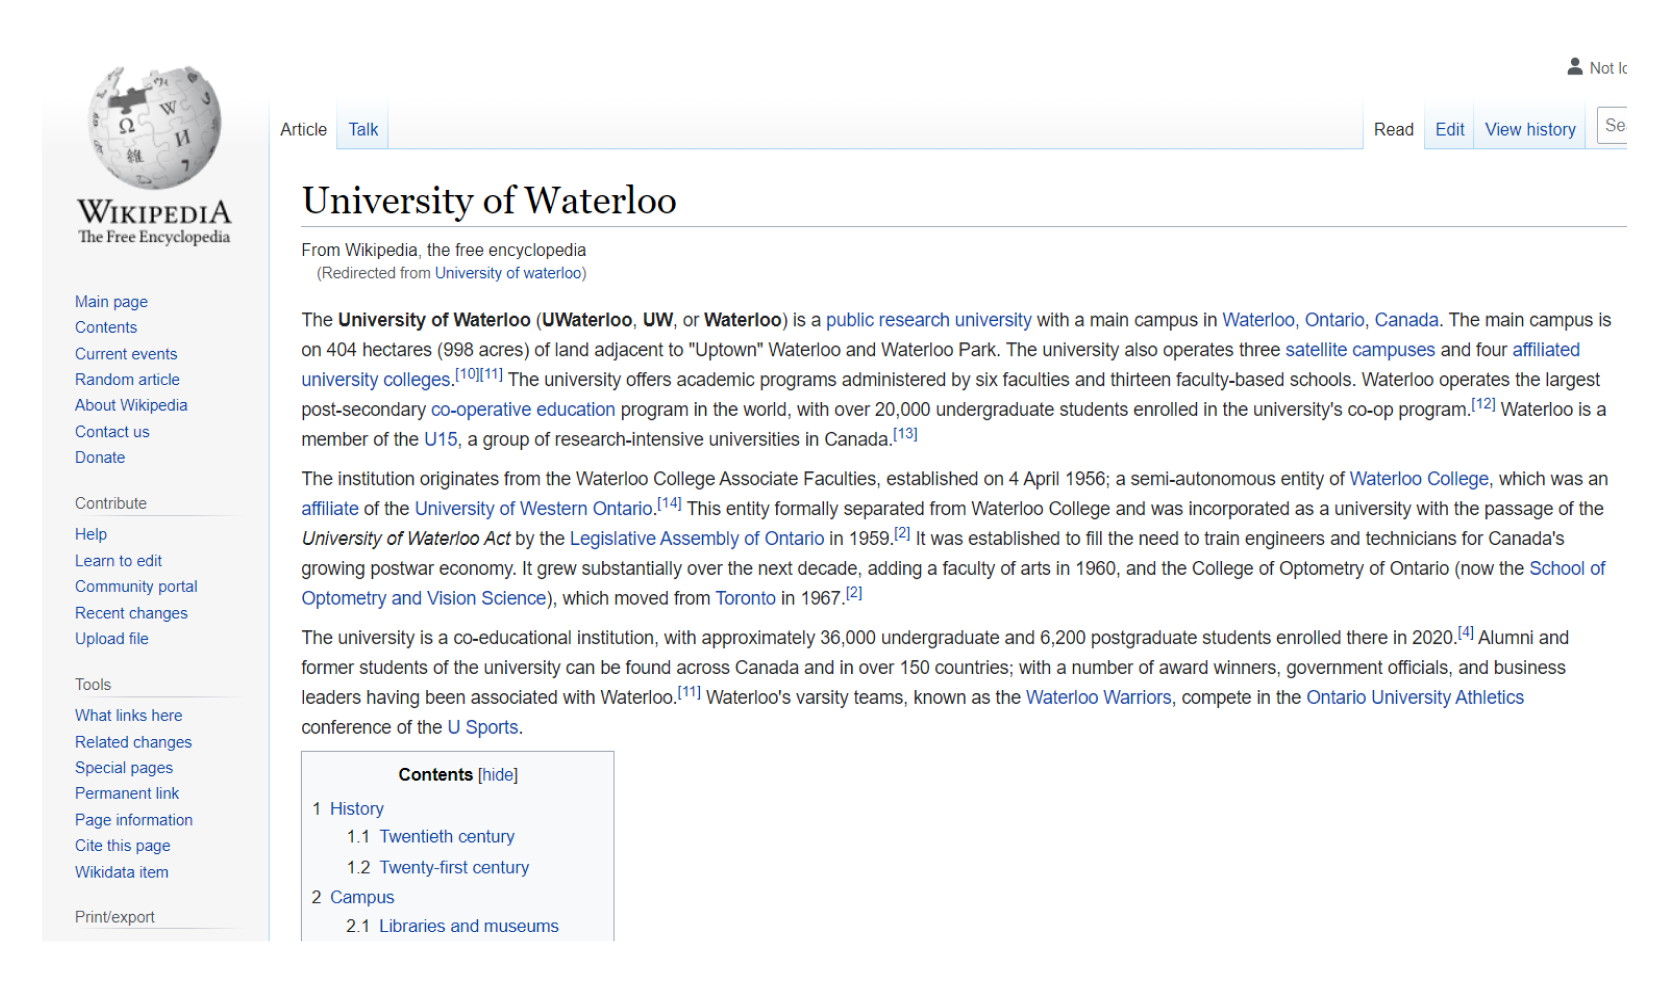 Not lo
Article Talk Read Edit View history Sea
WIKIPEDIA
The Free Encyclopedia
Main page
Contents
Current events
Random article
About Wikipedia
Contact us
Donate
Contribute
Help
Learn to edit
Community portal
Recent changes
Upload file
Tools
What links here
Related changes
Special pages
Permanent link
Page information
Cite this page
Wikidata item
Print/export
University of Waterloo
From Wikipedia, the free encyclopedia
(Redirected from University of waterloo)
The University of Waterloo (UWaterloo, UW, or Waterloo) is a public research university with a main campus in Waterloo, Ontario, Canada. The main campus is
on 404 hectares (998 acres) of land adjacent to "Uptown" Waterloo and Waterloo Park. The university also operates three satellite campuses and four affiliated
university colleges.[10][11] The university offers academic programs administered by six faculties and thirteen faculty-based schools. Waterloo operates the largest
post-secondary co-operative education program in the world, with over 20,000 undergraduate students enrolled in the university's co-op program.[12] Waterloo is a
member of the U15, a group of research-intensive universities in Canada.[13]
The institution originates from the Waterloo College Associate Faculties, established on 4 April 1956; a semi-autonomous entity of Waterloo College, which was an
affiliate of the University of Western Ontario.[14] This entity formally separated from Waterloo College and was incorporated as a university with the passage of the
University of Waterloo Act by the Legislative Assembly of Ontario in 1959.[2] It was established to fill the need to train engineers and technicians for Canada's
growing postwar economy. It grew substantially over the next decade, adding a faculty of arts in 1960, and the College of Optometry of Ontario (now the School of
Optometry and Vision Science), which moved from Toronto in 1967.[2]
The university is a co-educational institution, with approximately 36,000 undergraduate and 6,200 postgraduate students enrolled there in 2020.[4] Alumni and
former students of the university can be found across Canada and in over 150 countries; with a number of award winners, government officials, and business
leaders having been associated with Waterloo.[11] Waterloo's varsity teams, known as the Waterloo Warriors, compete in the Ontario University Athletics
conference of the U Sports.
Contents [hide]
1 History
1.1 Twentieth century
1.2 Twenty-first century
2 Campus
2.1 Libraries and museums